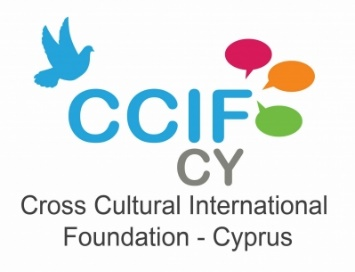 CCIF
CY
Cross Cultural International
Foundation - Cyprus